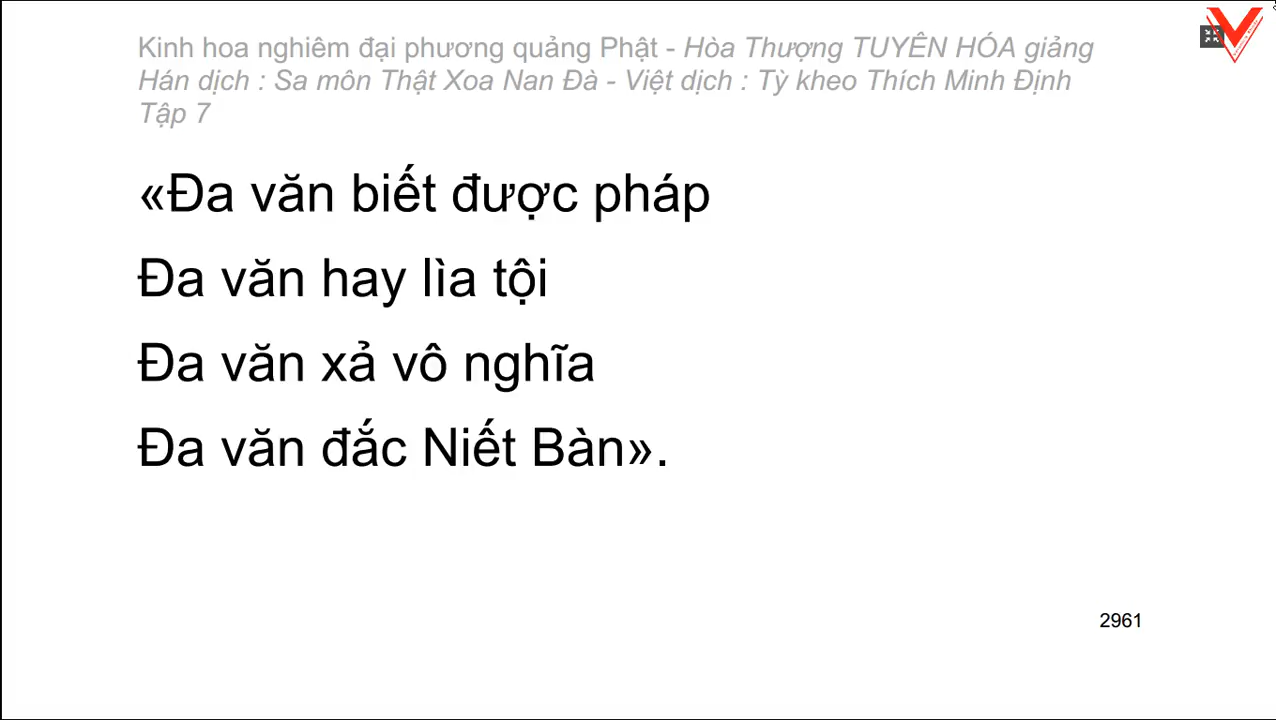 Kinh hoa nghiêm đại phương quảng Phật - Hòa Thượng TUYÊN HÓA giảng
Hán dịch : Sa môn Thật Xoa Nan Đà - Việt dịch : Tỳ kheo Thích Minh Định
Tập 7
«Đa văn biết được pháp
Đa văn hay lìa tội
Đa văn xả vô nghĩa
Đa văn đắc Niết Bàn».
2961